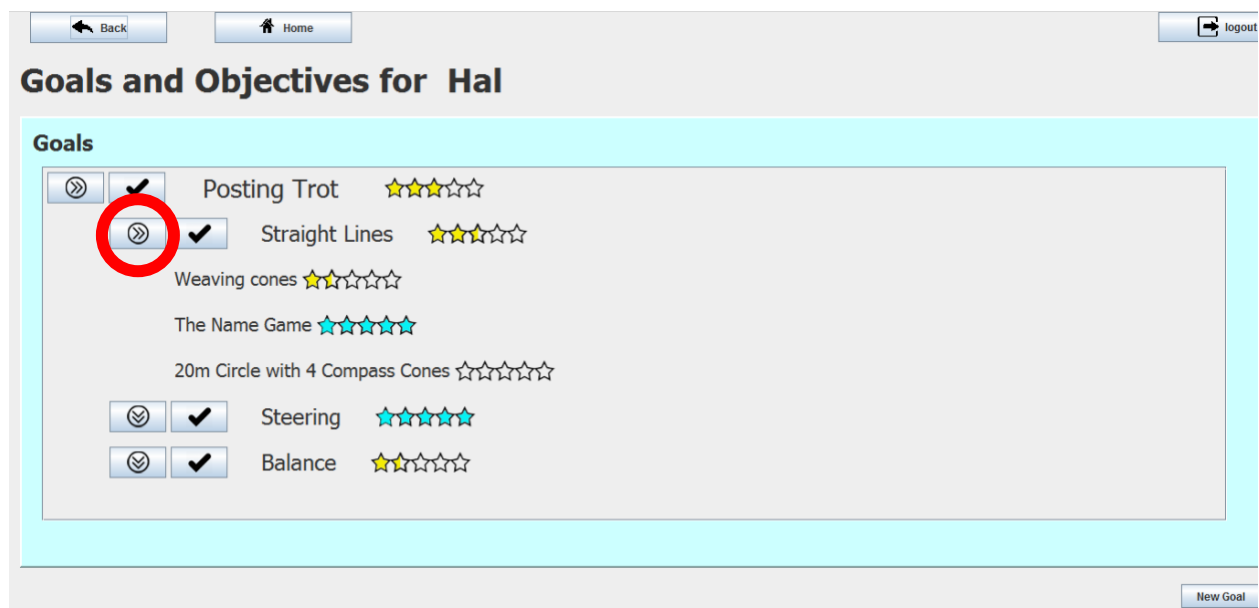 Back Home logout
Goals and Objectives for Hal
Goals
Posting Trot
Straight Lines
Weaving cones
The Name Game
20m Circle with 4 Compass Cones
Steering
Balance
New Goal